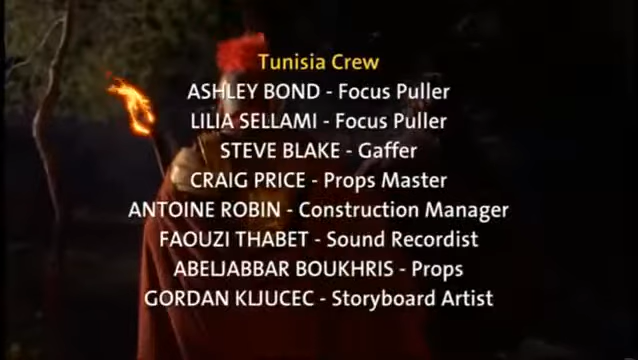 Tunisia Crew
ASHLEY BOND - Focus Puller
LILIA SELLAMI - Focus Puller
STEVE BLAKE - Gaffer
CRAIG PRICE - Props Master
ANTOINE ROBIN - Construction Manager
FAOUZI THABET - Sound Recordist
ABELJABBAR BOUKHRIS - Props
GORDAN KLJUCEC - Storyboard Artist